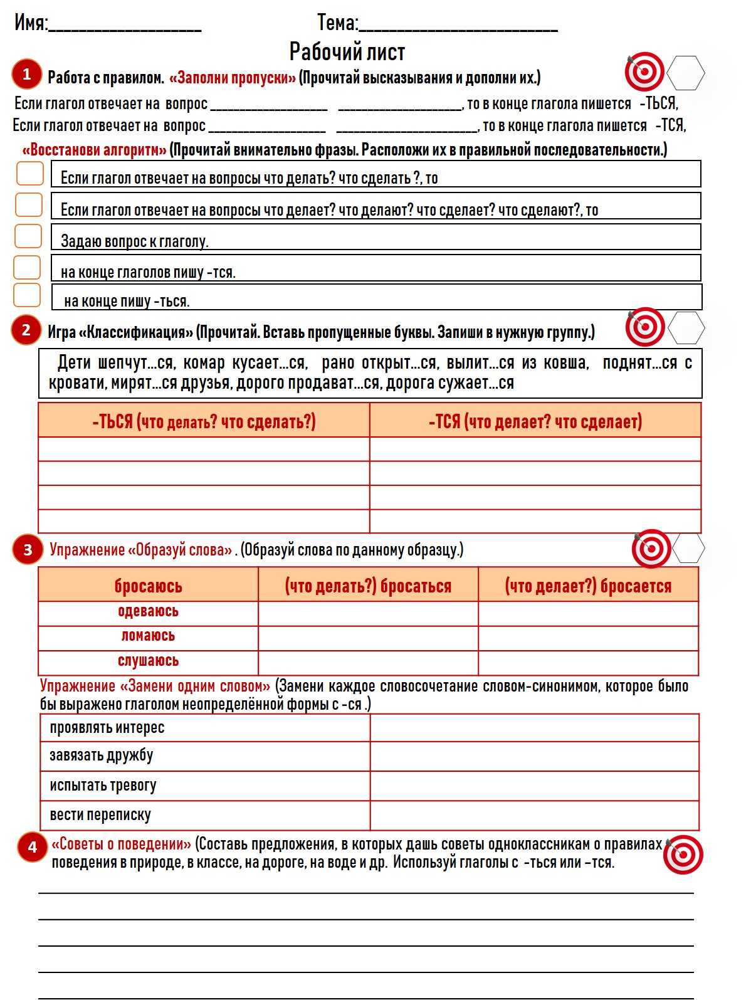 Имя:____________________ Тема:__________________________
Рабочий лист
1 Работа с правилом. «Заполни пропуски» (Прочитай высказывания и дополни их.)
Если глагол отвечает на вопрос ___________________ ____________________, то в конце глагола пишется -ТЬСЯ,
Если глагол отвечает на вопрос ___________________ _______________________, то в конце глагола пишется -ТСЯ,
«Восстанови алгоритм» (Прочитай внимательно фразы. Расположи их в правильной последовательности.)
Если глагол отвечает на вопросы что делать? что сделать ?, то
Если глагол отвечает на вопросы что делает? что делают? что сделает? что сделают?, то
Задаю вопрос к глаголу.
на конце глаголов пишу -тся.
на конце пишу -ться.
2 Игра «Классификация» (Прочитай. Вставь пропущенные буквы. Запиши в нужную группу.)
Дети шепчут...ся, комар кусает...ся, рано открыт...ся, вылит...ся из ковша, поднят...ся с
кровати, мирят...ся друзья, дорого продават...ся, дорога сужает...ся
-ТЬСЯ (что делать? что сделать?) -ТСЯ (что делает? что сделает)
3 Упражнение «Образуй слова» . (Образуй слова по данному образцу.)
бросаюсь (что делать?) бросаться (что делает?) бросается
одеваюсь
ломаюсь
слушаюсь
Упражнение «Замени одним словом» (Замени каждое словосочетание словом-синонимом, которое было
бы выражено глаголом неопределённой формы с -ся .)
проявлять интерес
завязать дружбу
испытать тревогу
вести переписку
4 «Советы о поведении» (Составь предложения, в которых дашь советы одноклассникам о правилах
поведения в природе, в классе, на дороге, на воде и др. Используй глаголы с -ться или –тся.